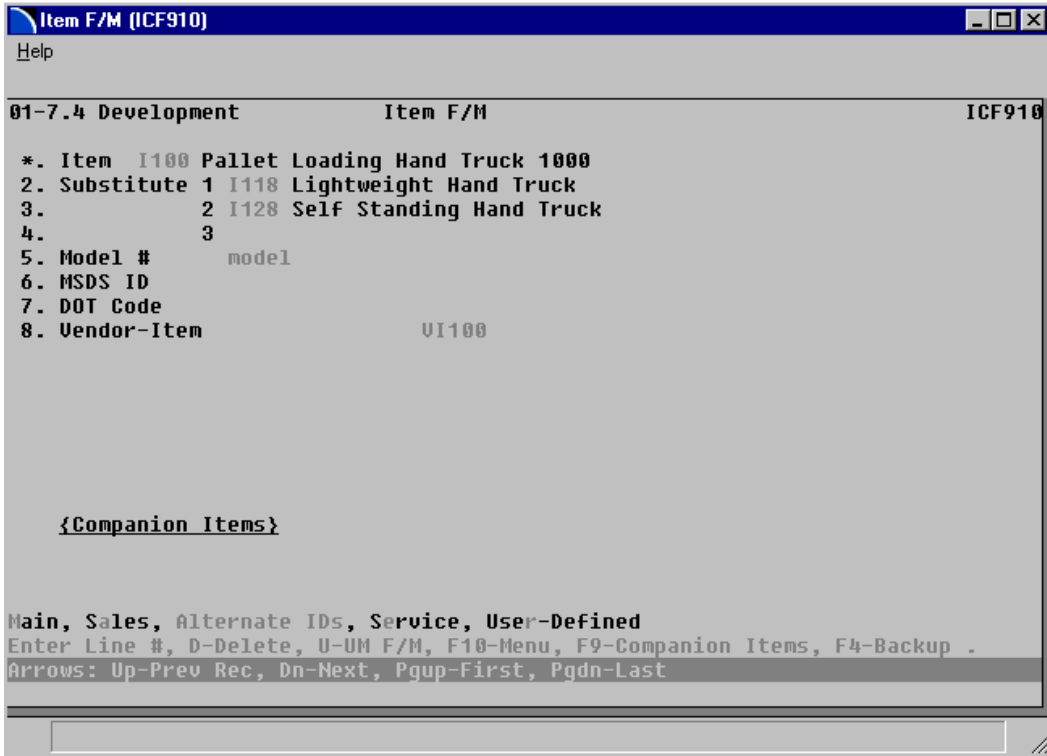 Item F/M (ICF910)
Help
01-7.4 Development Item F/M ICF910
*. Item I100 Pallet Loading Hand Truck 1000
2. Substitute 1 I118 Lightweight Hand Truck
3. 2 I128 Self Standing Hand Truck
4. 3
5. Model # model
6. MSDS ID
7. DOT Code
8. Vendor-Item VI100
{Companion Items}
Main, Sales, Alternate IDs, Service, User-Defined
Enter Line #, D-Delete, U-UM F/M, F10-Menu, F9-Companion Items, F4-Backup .
Arrows: Up-Prev Rec, Dn-Next, Pgup-First, Pgdn-Last